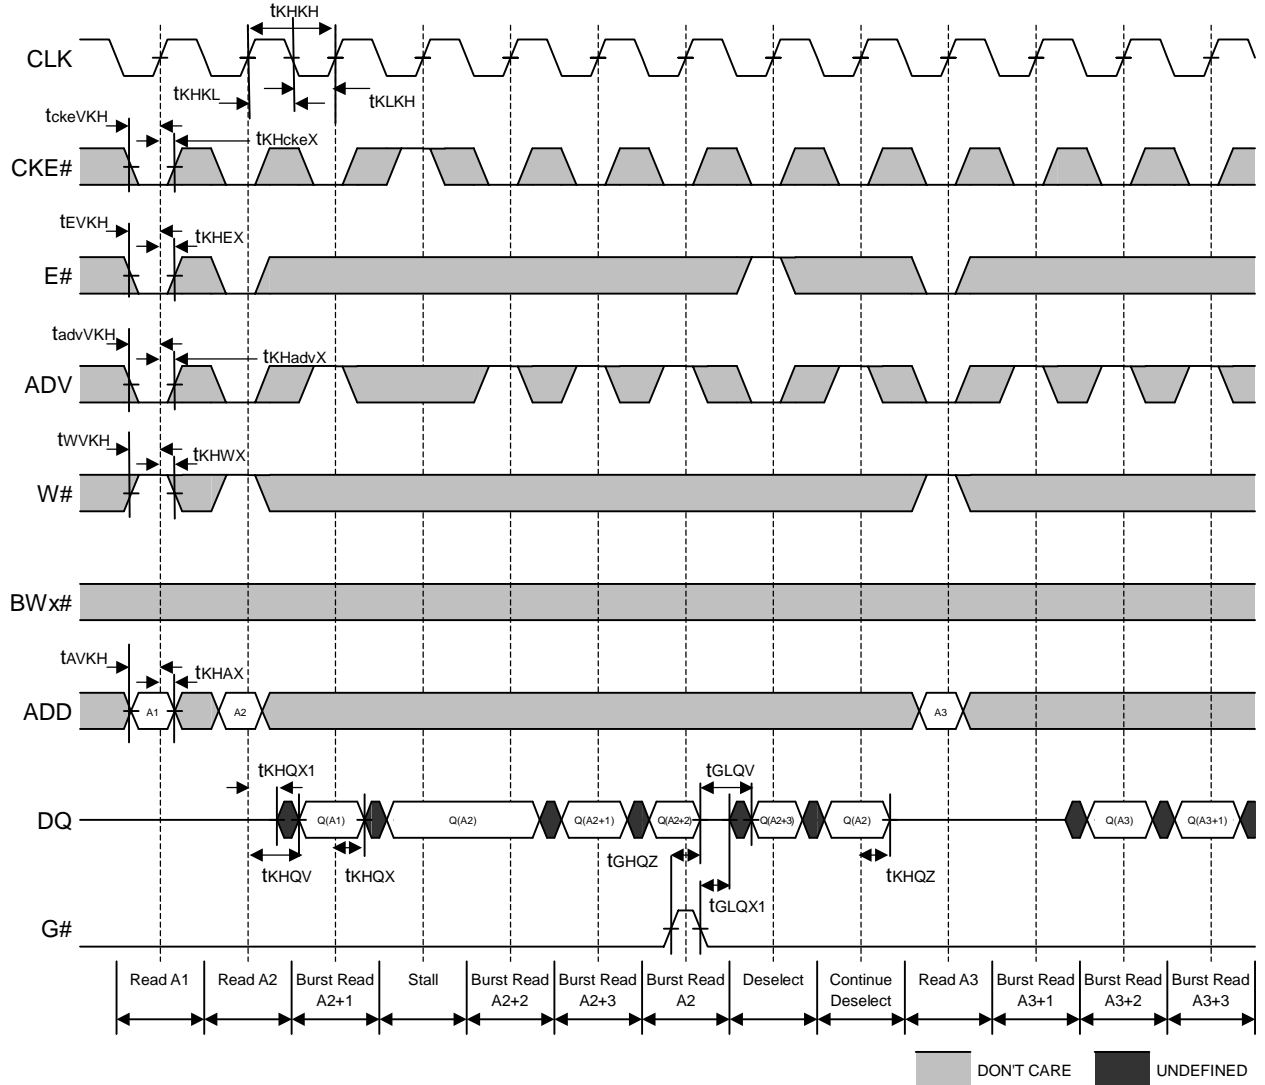 tKHKH
CLK
tKHKL
tKLKH
tckeVKH
tKHckeX
CKE#
tEVKH
tKHEX
E#
tadvVKH
tKHadvX
ADV
tWVKH
tKHWX
W#
BWx#
tAVKH
tKHAX
ADD
A1
A2
A3
tKHQX1
tGLQV
DQ
Q(A1)
Q(A2)
Q(A2+1)
Q(A2+2)
Q(A2+3)
Q(A2)
Q(A3)
Q(A3+1)
tKHQV
tKHQX
tGHQZ
tKHQZ
tGLQX1
G#
Read A1
Read A2
Burst Read
A2+1
Stall
Burst Read
A2+2
Burst Read
A2+3
Burst Read
A2
Deselect
Continue
Deselect
Read A3
Burst Read
A3+1
Burst Read
A3+2
Burst Read
A3+3
DON'T CARE
UNDEFINED